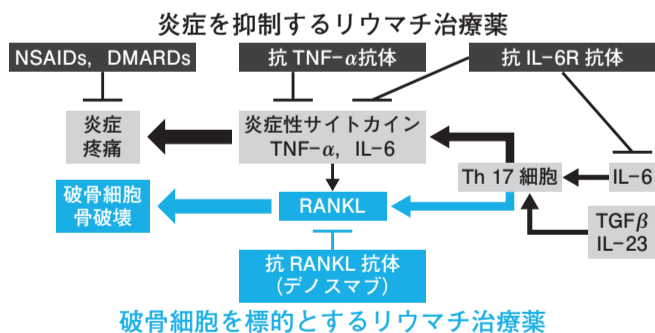 炎症を抑制するリウマチ治療薬
NSAIDs, DMARDs
抗 TNF-α抗体
抗 IL-6R 抗体
炎症
疼痛
炎症性サイトカイン
TNF-α, IL-6
Th 17 細胞
IL-6
破骨細胞
骨破壊
RANKL
TGFβ
IL-23
抗 RANKL 抗体
(デノスマブ)
破骨細胞を標的とするリウマチ治療薬